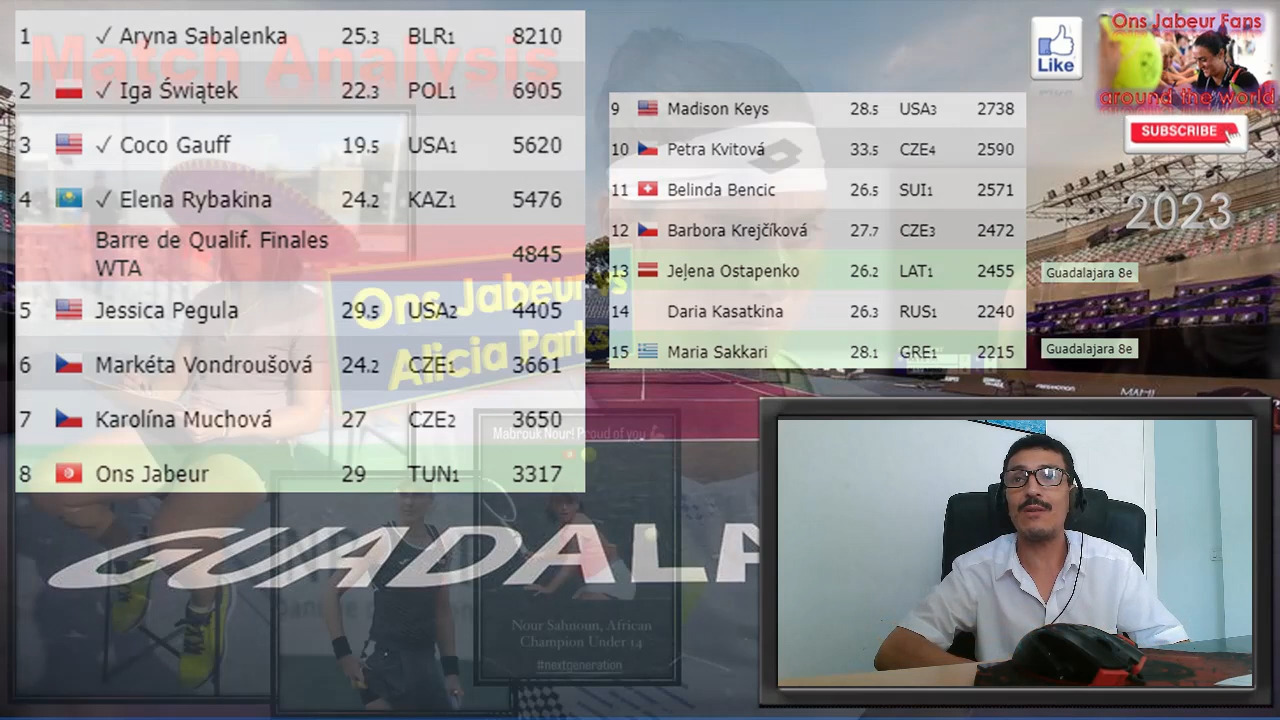 Match Analysis
1 ✓ Aryna Sabalenka 25.3 BLR1 8210
2 ✓ Iga Świątek 22.3 POL1 6905
3 ✓ Coco Gauff 19.5 USA1 5620
4 ✓ Elena Rybakina 24.2 KAZ1 5476
Barre de Qualif. Finales
WTA 4845
5 Jessica Pegula 29.5 USA2 4405
6 Markéta Vondroušová 24.2 CZE1 3661
7 Karolína Muchová 27 CZE2 3650
8 Ons Jabeur 29 TUN1 3317
9 Madison Keys 28.5 USA3 2738
10 Petra Kvitová 33.5 CZE4 2590
11 Belinda Bencic 26.5 SUI1 2571
12 Barbora Krejčíková 27.7 CZE3 2472
13 Jeļena Ostapenko 26.2 LAT1 2455
14 Daria Kasatkina 26.3 RUS1 2240
15 Maria Sakkari 28.1 GRE1 2215
Guadalajara 8e
Guadalajara 8e
Like
Ons Jabeur Fans
around the world
SUBSCRIBE
2023
Ons Jabeur
Alicia Park
Mabrouk Nour! Proud of you
GUADALA
Nour Sahnoun, African
Champion Under 14
#nextgeneration